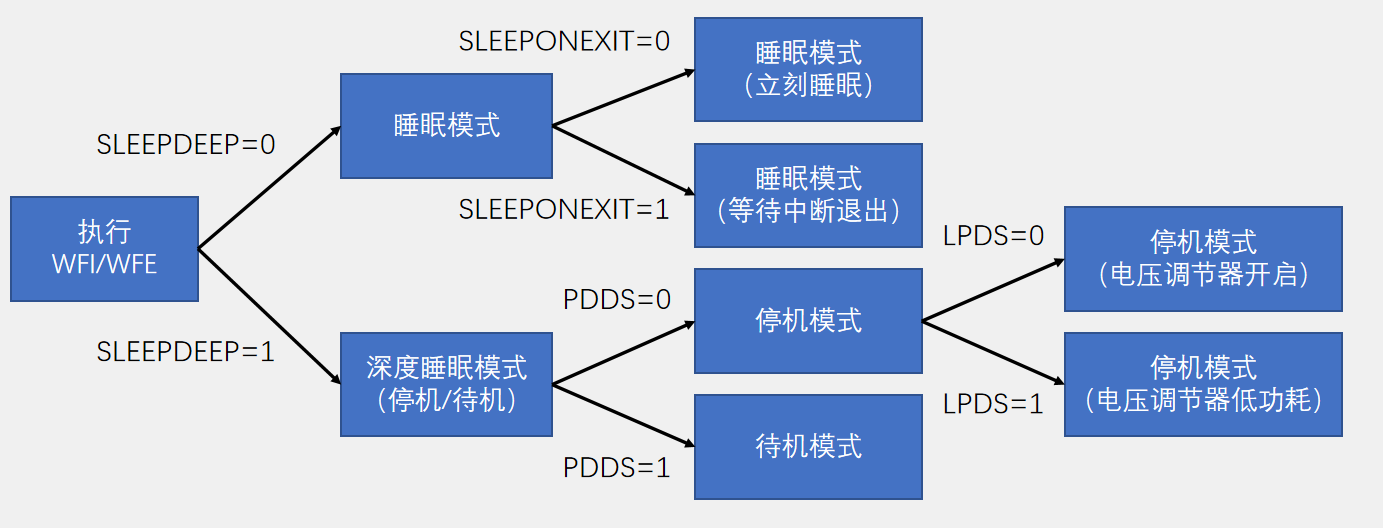 SLEEPONEXIT=0
睡眠模式
（立刻睡眠）
睡眠模式
SLEEPDEEP=0
睡眠模式
（等待中断退出）
SLEEPONEXIT=1
执行
WFI/WFE
LPDS=0
停机模式
（电压调节器开启）
PDDS=0
停机模式
SLEEPDEEP=1
深度睡眠模式
（停机/待机）
停机模式
（电压调节器低功耗）
LPDS=1
待机模式
PDDS=1